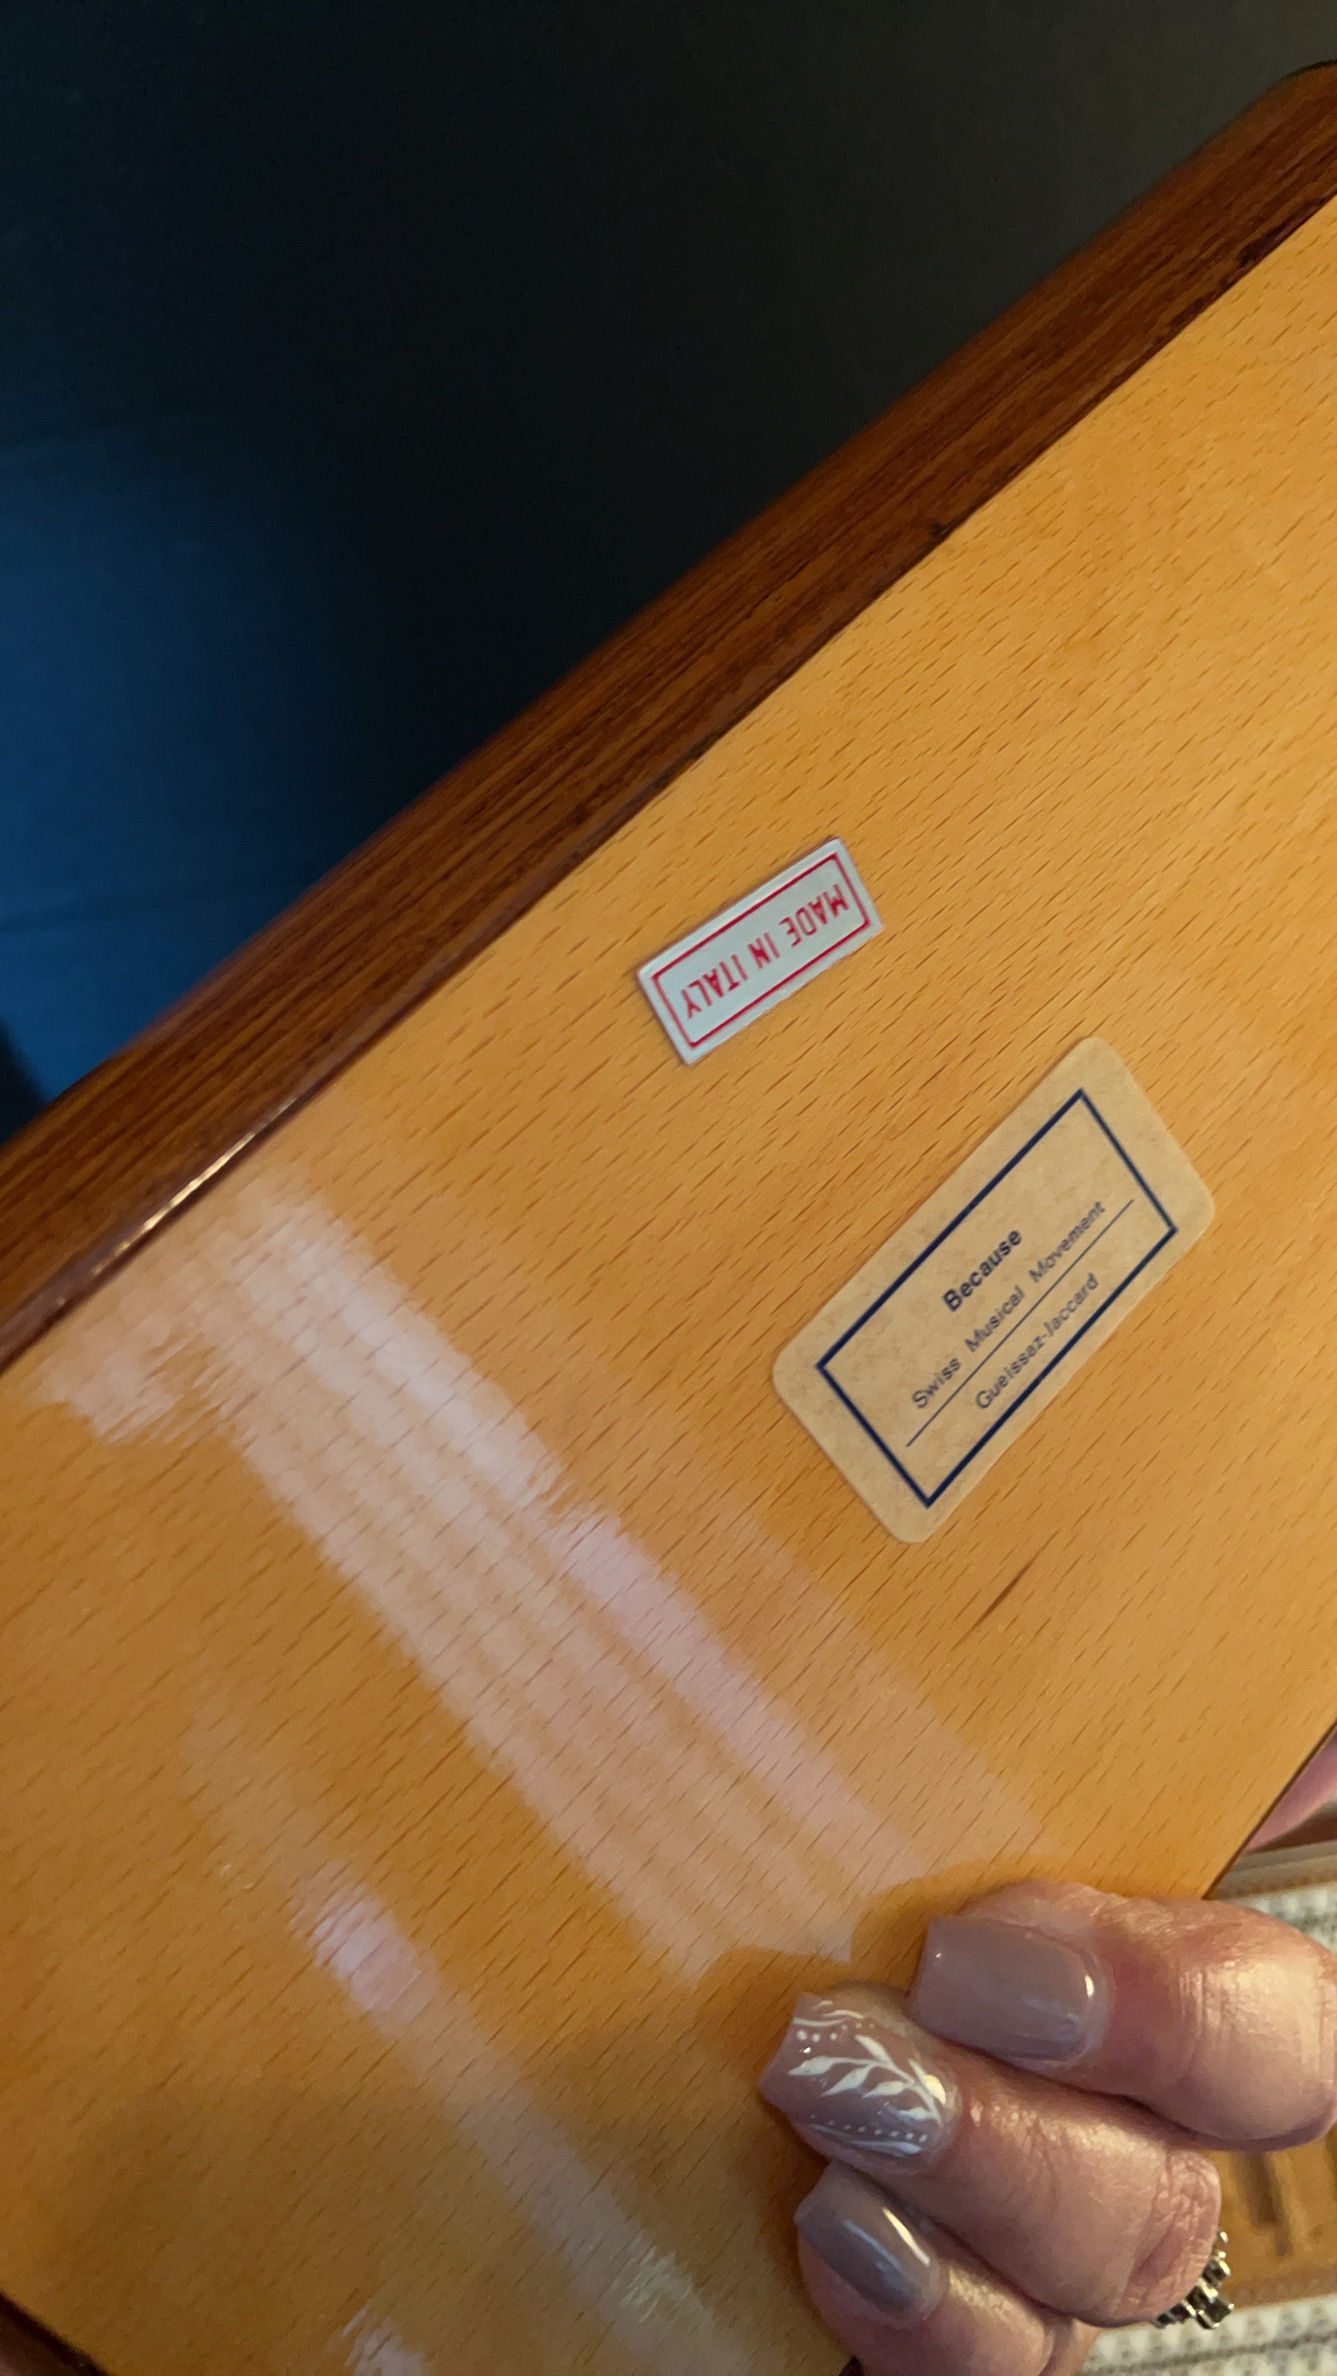 MADE IN ITALY
Because
Swiss Musical Movement
Gueissaz-Jaccard